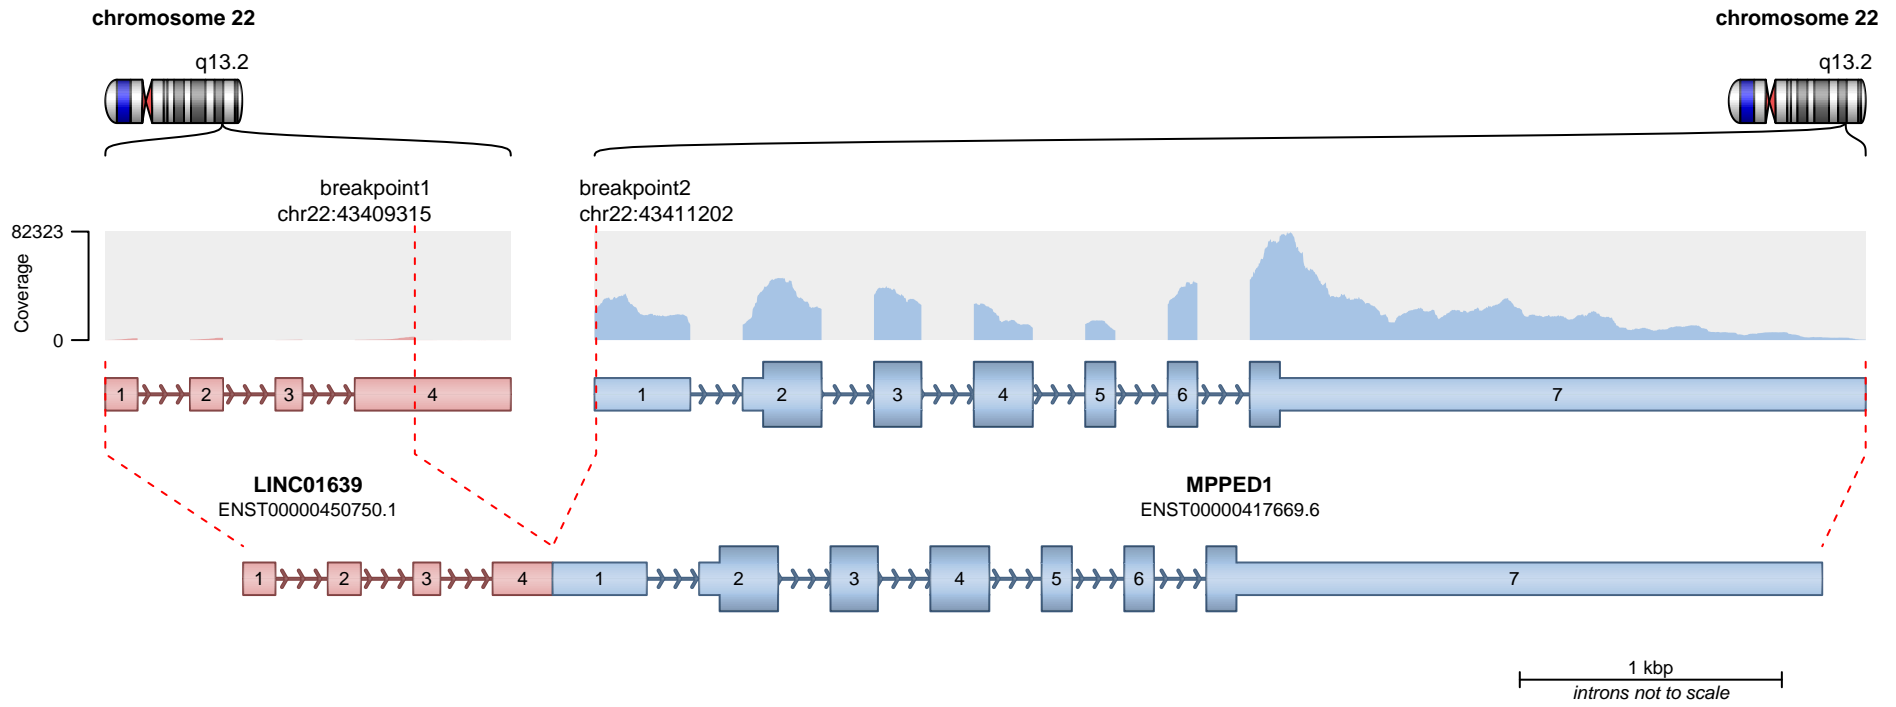 chromosome 22
chromosome 22
q13.2
q13.2
breakpoint1
chr22:43409315
breakpoint2
chr22:43411202
82323
Coverage
0
1 2 3 4 1 2 3 4 5 6 7
LINC01639
ENST00000450750.1
MPPED1
ENST00000417669.6
1 2 3 4 1 2 3 4 5 6 7
1 kbp
introns not to scale